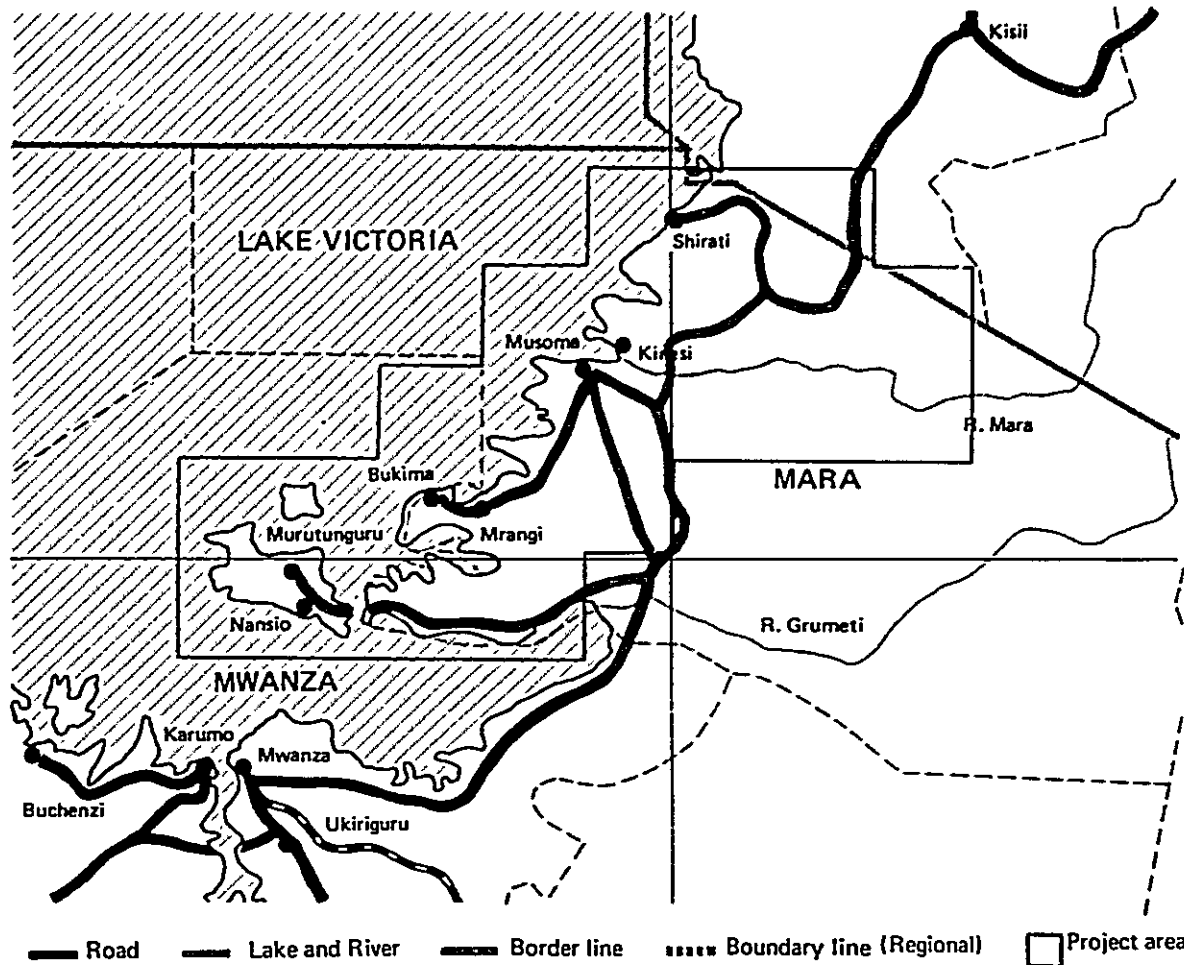 Kisii
LAKE VICTORIA
Shirati
Musoma
Kinesi
R. Mara
MARA
Bukima
Mrangi
Murutunguru
Nansio
R. Grumeti
MWANZA
Karumo
Mwanza
Buchenzi
Ukiriguru
Road Lake and River Border line Boundary line (Regional) Project area